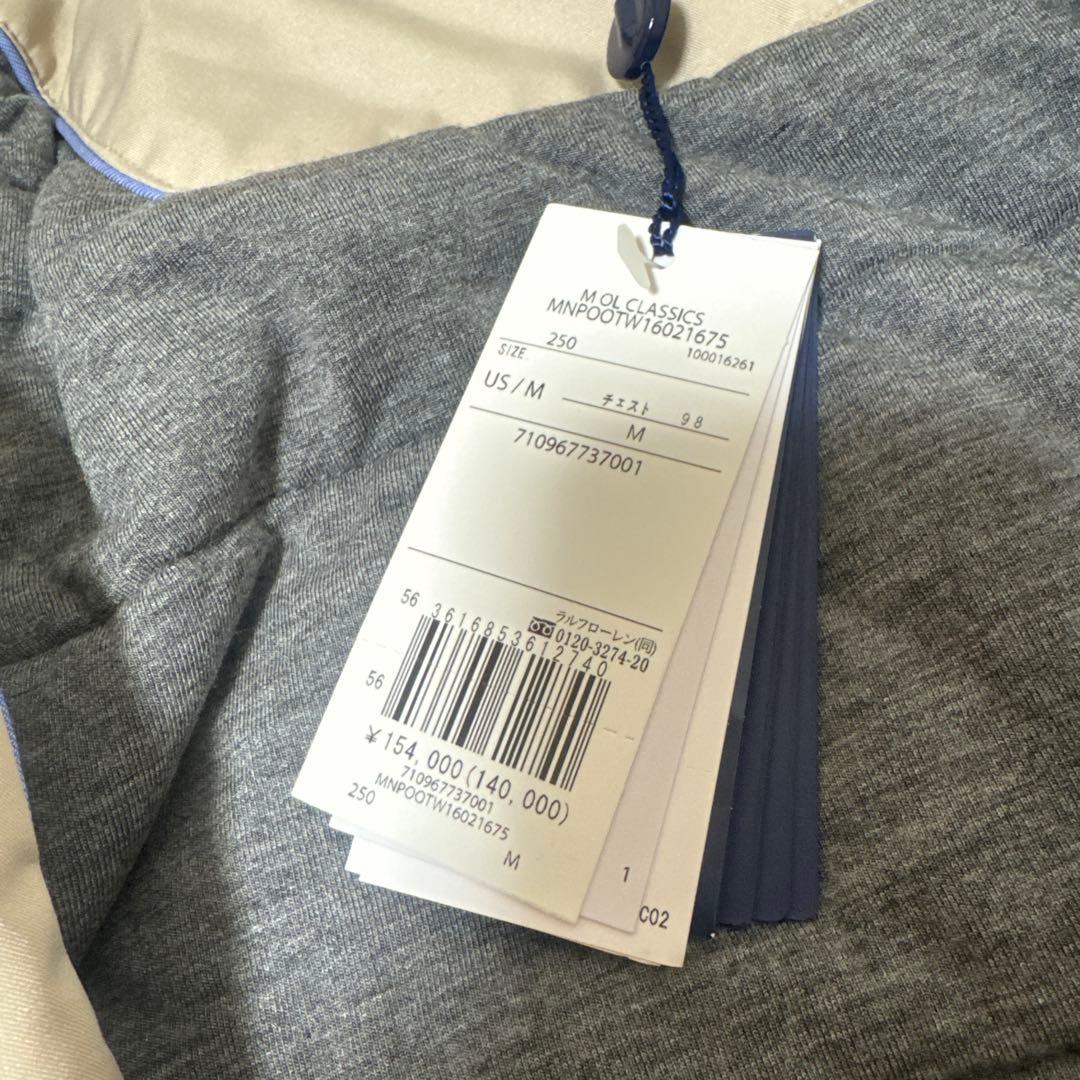 M OL CLASSICS
MNPOOTW16021675
250 100016261
SIZE
US/M チェスト 98
M
710967737001
ラルフローレン(同)
0120-3274-20
56 3616853612740
56
¥154,000(140,000)
710967737001
MNPOOTW16021675
250
M
1
C02